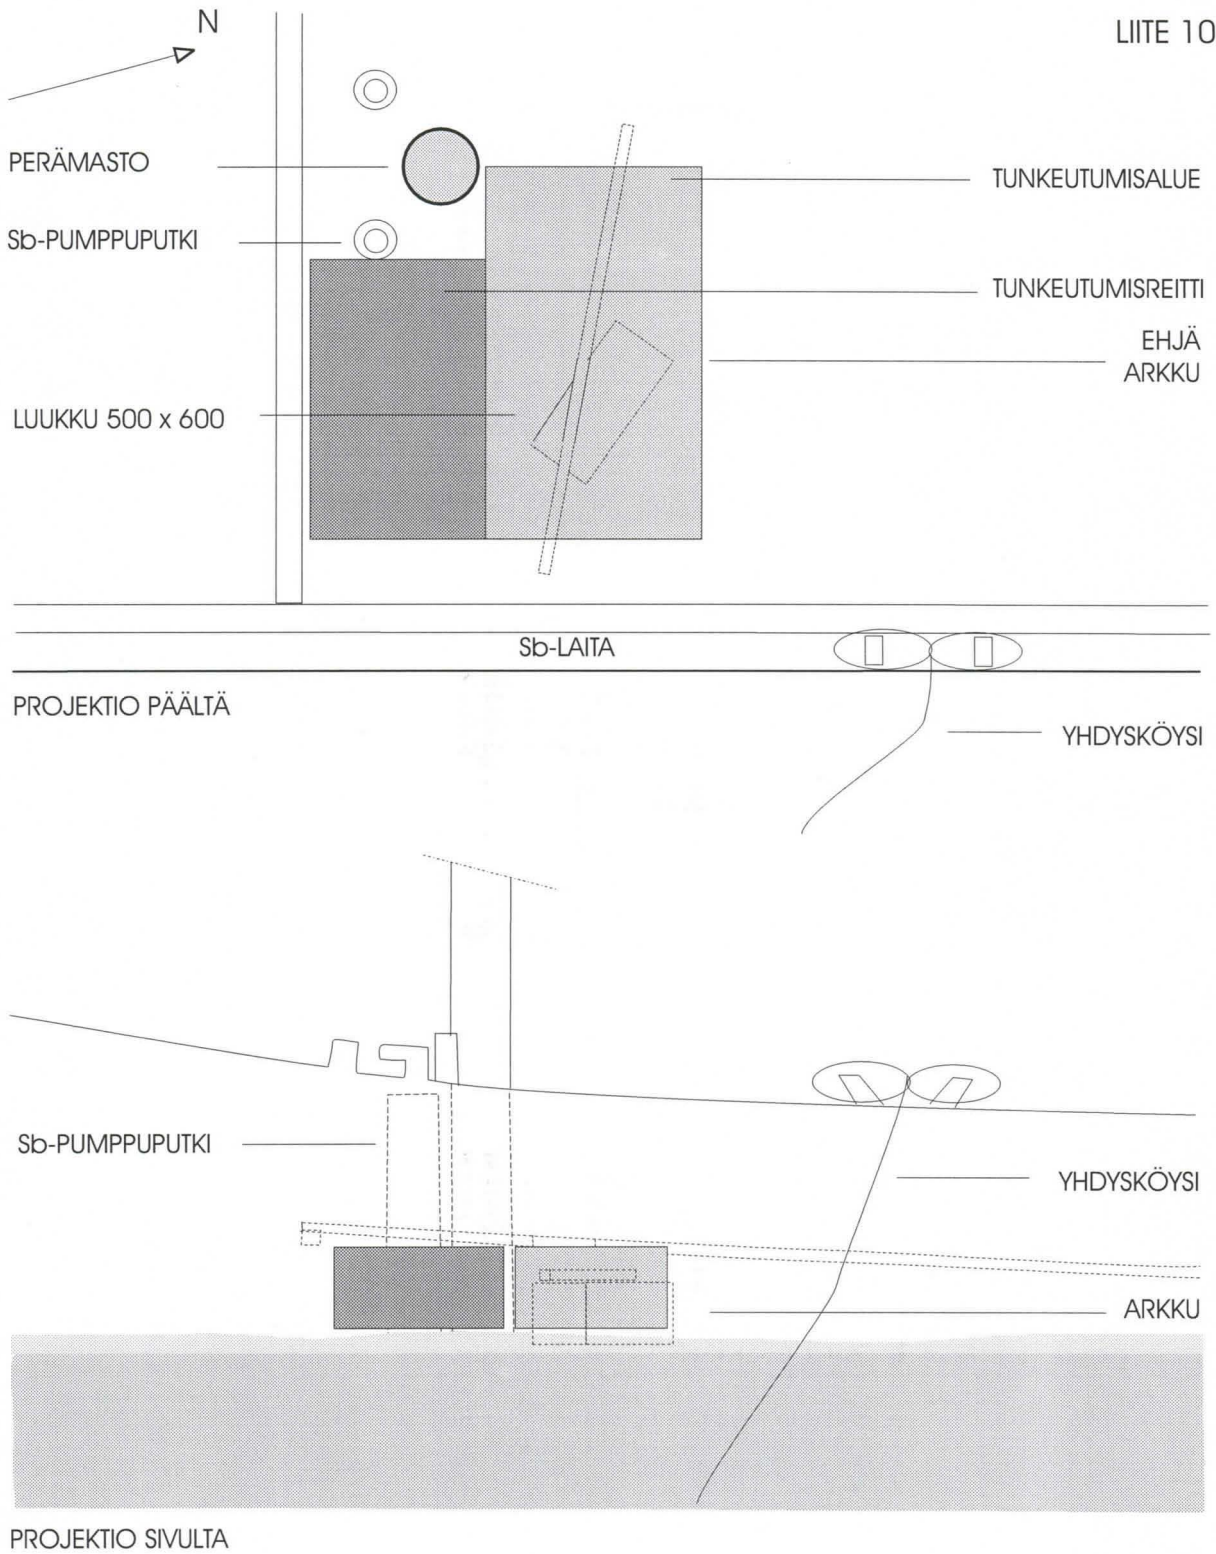 N
LIITE 10
PERÄMASTO
TUNKEUTUMISALUE
Sb-PUMPPUPUTKI
TUNKEUTUMISREITTI
EHJÄ
ARKKU
LUUKKU 500 x 600
Sb-LAITA
PROJEKTIO PÄÄLTÄ
YHDYSKÖYSI
Sb-PUMPPUPUTKI
YHDYSKÖYSI
ARKKU
PROJEKTIO SIVULTA